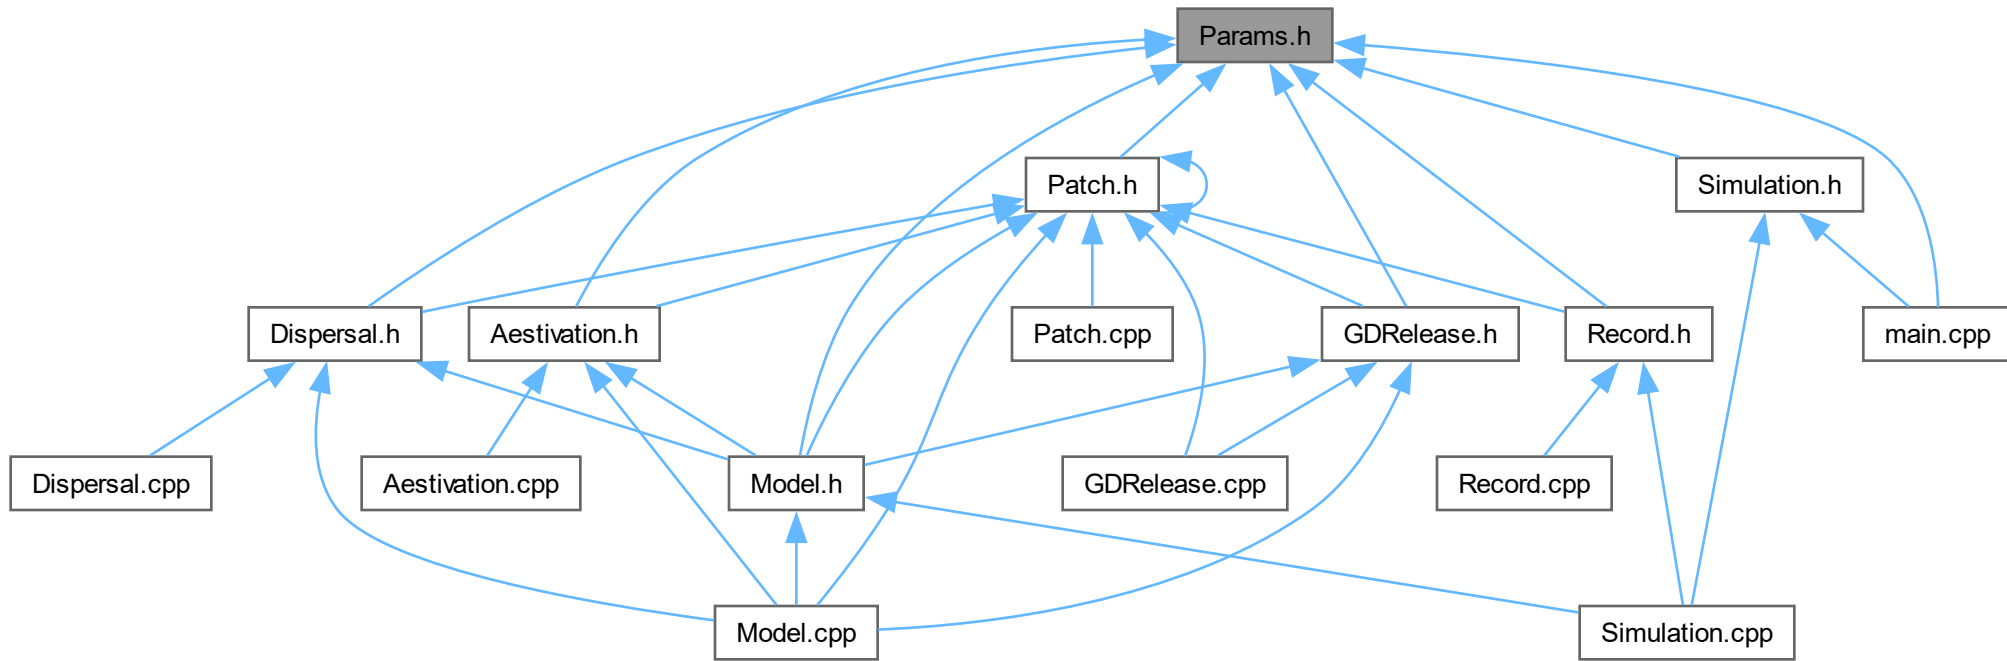 Params.h
Patch.h
Simulation.h
Dispersal.h
Aestivation.h
Patch.cpp
GDRelease.h
Record.h
main.cpp
Dispersal.cpp
Aestivation.cpp
Model.h
GDRelease.cpp
Record.cpp
Model.cpp
Simulation.cpp